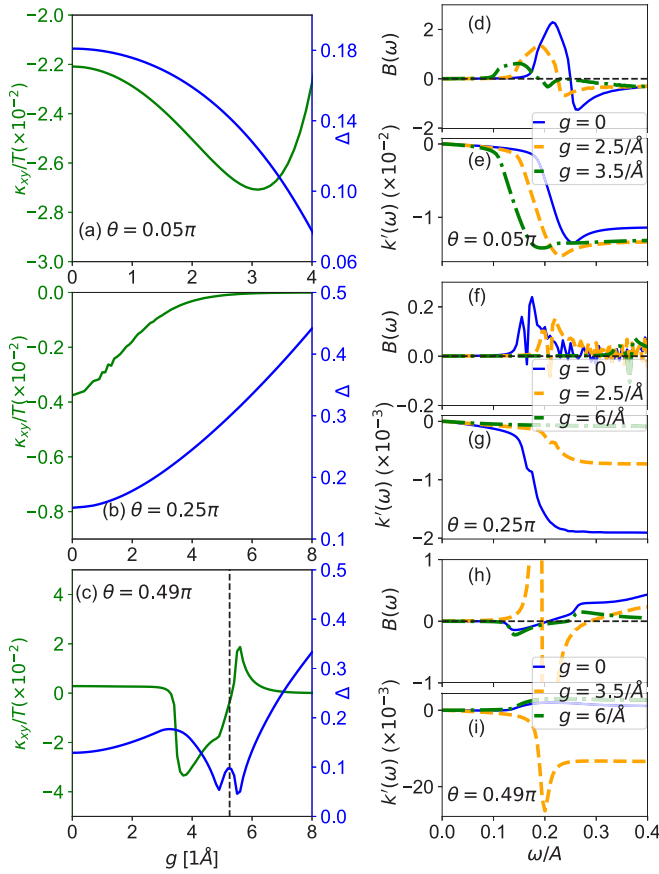 −2.0
−2.2
−2.4
−2.6
−2.8
−3.0
κxy/T(×10−2)
0.18
0.14
0.10
0.06
Δ
(a) θ = 0.05π
0 1 2 3 4
0.0
−0.2
−0.4
−0.6
−0.8
κxy/T(×10−2)
0.5
0.4
0.3
0.2
0.1
Δ
(b) θ = 0.25π
0 2 4 6 8
(c) θ = 0.49π
4
2
0
−2
−4
κxy/T(×10−2)
0.5
0.4
0.3
0.2
0.1
0.0
Δ
0 2 4 6 8
g [1Å]
(d)
B(ω)
2
0
2
g = 0
g = 2.5/Å
g = 3.5/Å
(e)
k′(ω) (×10−2)
0
−1
θ = 0.05π
(f)
B(ω)
0.2
0.0
−0.2
g = 0
g = 2.5/Å
g = 6/Å
(g)
k′(ω) (×10−3)
0
−1
−2
θ = 0.25π
(h)
B(ω)
1
0
1
g = 0
g = 3.5/Å
g = 6/Å
(i)
k′(ω) (×10−3)
0
−20
θ = 0.49π
0.0 0.1 0.2 0.3 0.4
ω/A